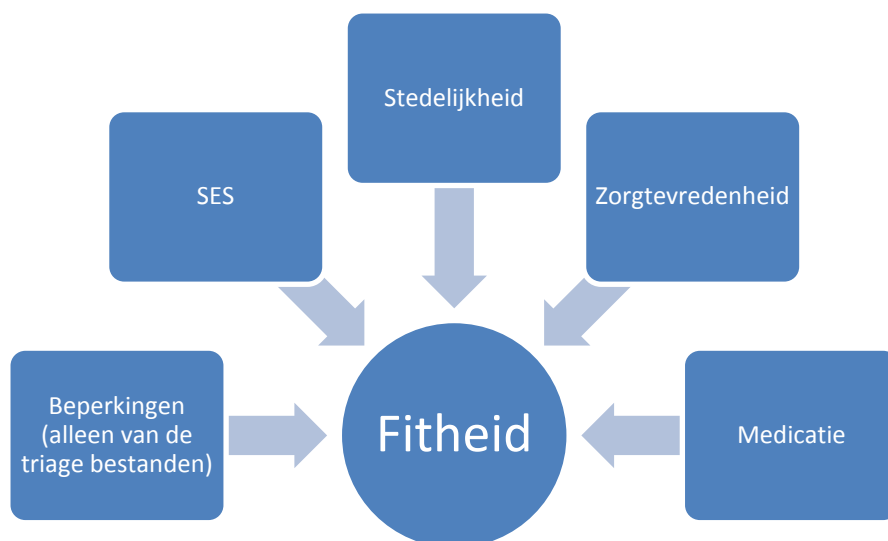 Stedelijkheid
SES
Zorgtevredenheid
Beperkingen
(alleen van de
triage bestanden)
Fitheid
Medicatie